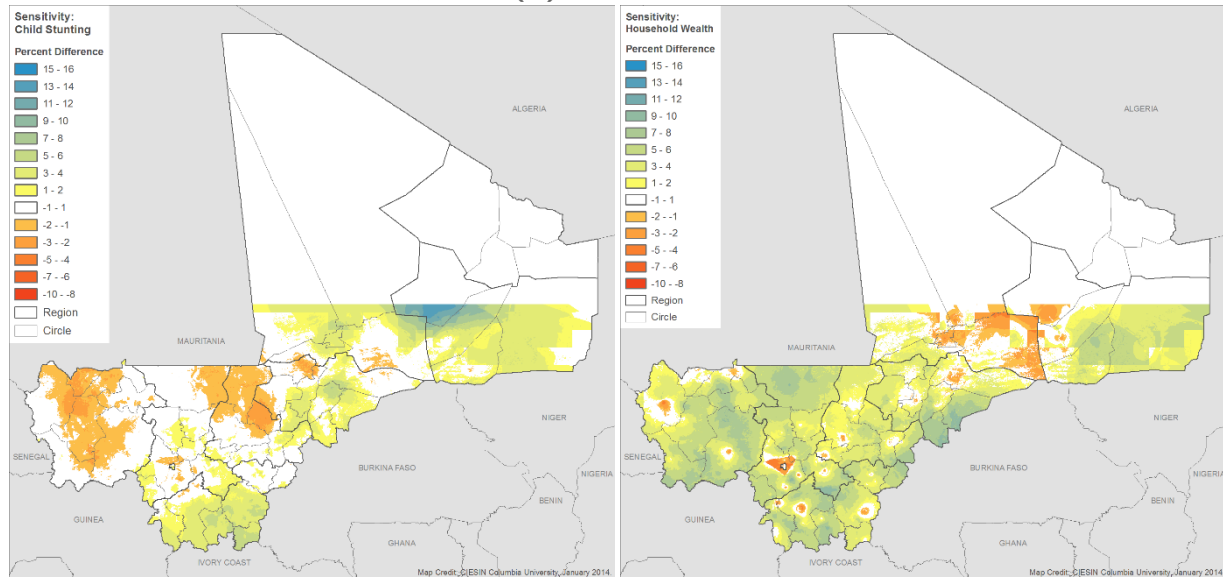 Sensitivity:
Child Stunting
Percent Difference
15 - 16
13 - 14
11 - 12
9 - 10
7 - 8
5 - 6
3 - 4
1 - 2
-1 - 1
-2 - -1
-3 - -2
-5 - -4
-7 - -6
-10 - -8
Region
Circle
ALGERIA
MAURITANIA
NIGER
SENEGAL
BURKINA FASO
NIGERIA
BENIN
GUINEA
GHANA
IVORY COAST
Map Credit: CIESIN Columbia University, January 2014.
Sensitivity:
Household Wealth
Percent Difference
15 - 16
13 - 14
11 - 12
9 - 10
7 - 8
5 - 6
3 - 4
1 - 2
-1 - 1
-2 - -1
-3 - -2
-5 - -4
-7 - -6
-10 - -8
Region
Circle
ALGERIA
MAURITANIA
NIGER
SENEGAL
BURKINA FASO
NIGERIA
BENIN
GUINEA
GHANA
IVORY COAST
Map Credit: CIESIN Columbia University, January 2014.